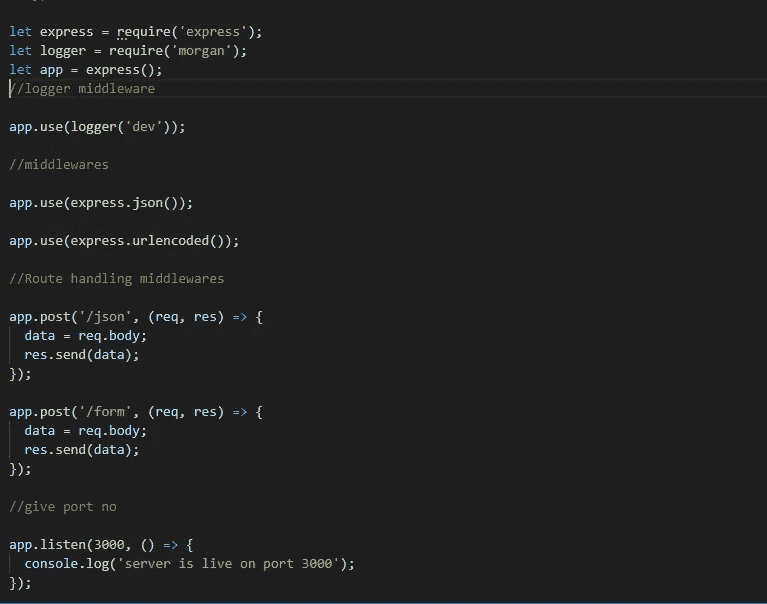 let express = require('express');
let logger = require('morgan');
let app = express();
//logger middleware
app.use(logger('dev'));
//middlewares
app.use(express.json());
app.use(express.urlencoded());
//Route handling middlewares
app.post('/json', (req, res) => {
  data = req.body;
  res.send(data);
});
app.post('/form', (req, res) => {
  data = req.body;
  res.send(data);
});
//give port no
app.listen(3000, () => {
  console.log('server is live on port 3000');
});